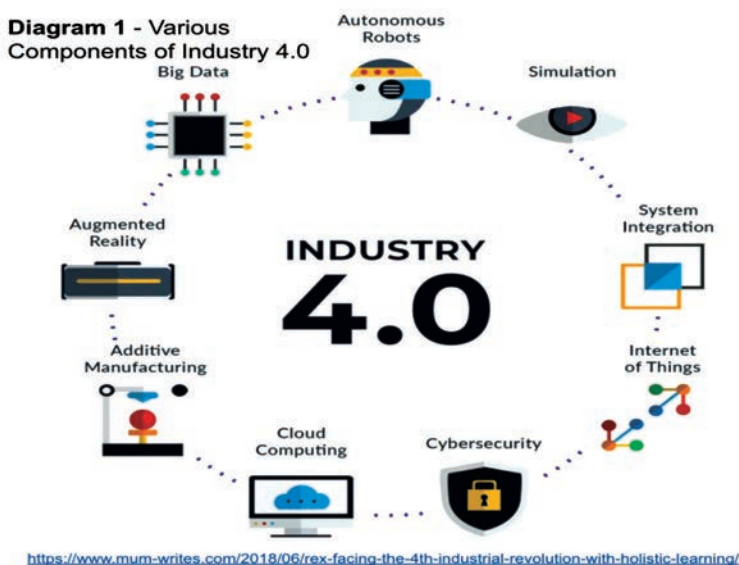 Diagram 1 - Various
Components of Industry 4.0
Autonomous
Robots
Big Data
Simulation
Augmented
Reality
System
Integration
INDUSTRY
4.0
Additive
Manufacturing
Internet
of Things
Cloud
Computing
Cybersecurity
https://www.mum-writes.com/2018/06/rex-facing-the-4th-industrial-revolution-with-holistic-learning/